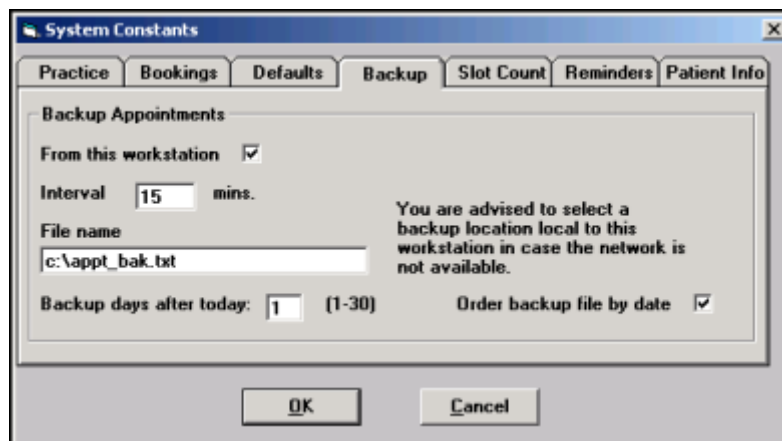 System Constants
Practice Bookings Defaults Backup Slot Count Reminders Patient Info
Backup Appointments
From this workstation
Interval 15 mins.
File name
c:\appt_bak.txt
You are advised to select a
backup location local to this
workstation in case the network is
not available.
Backup days after today: 1 (1-30) Order backup file by date
OK Cancel